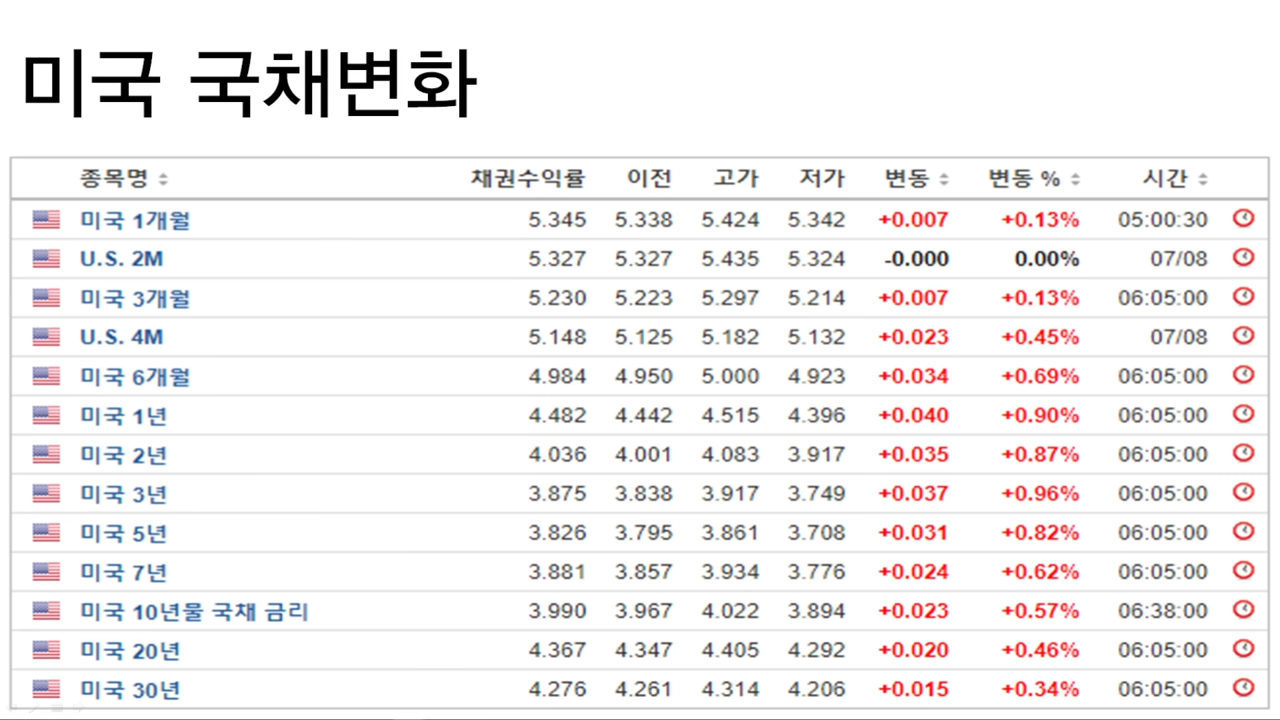 미국 국채변화
종목명 채권수익률 이전 고가 저가 변동 변동 % 시간
미국 1개월 5.345 5.338 5.424 5.342 +0.007 +0.13% 05:00:30
U.S. 2M 5.327 5.327 5.435 5.324 -0.000 0.00% 07/08
미국 3개월 5.230 5.223 5.297 5.214 +0.007 +0.13% 06:05:00
U.S. 4M 5.148 5.125 5.182 5.132 +0.023 +0.45% 07/08
미국 6개월 4.984 4.950 5.000 4.923 +0.034 +0.69% 06:05:00
미국 1년 4.482 4.442 4.515 4.396 +0.040 +0.90% 06:05:00
미국 2년 4.036 4.001 4.083 3.917 +0.035 +0.87% 06:05:00
미국 3년 3.875 3.838 3.917 3.749 +0.037 +0.96% 06:05:00
미국 5년 3.826 3.795 3.861 3.708 +0.031 +0.82% 06:05:00
미국 7년 3.881 3.857 3.934 3.776 +0.024 +0.62% 06:05:00
미국 10년물 국채 금리 3.990 3.967 4.022 3.894 +0.023 +0.57% 06:38:00
미국 20년 4.367 4.347 4.405 4.292 +0.020 +0.46% 06:05:00
미국 30년 4.276 4.261 4.314 4.206 +0.015 +0.34% 06:05:00